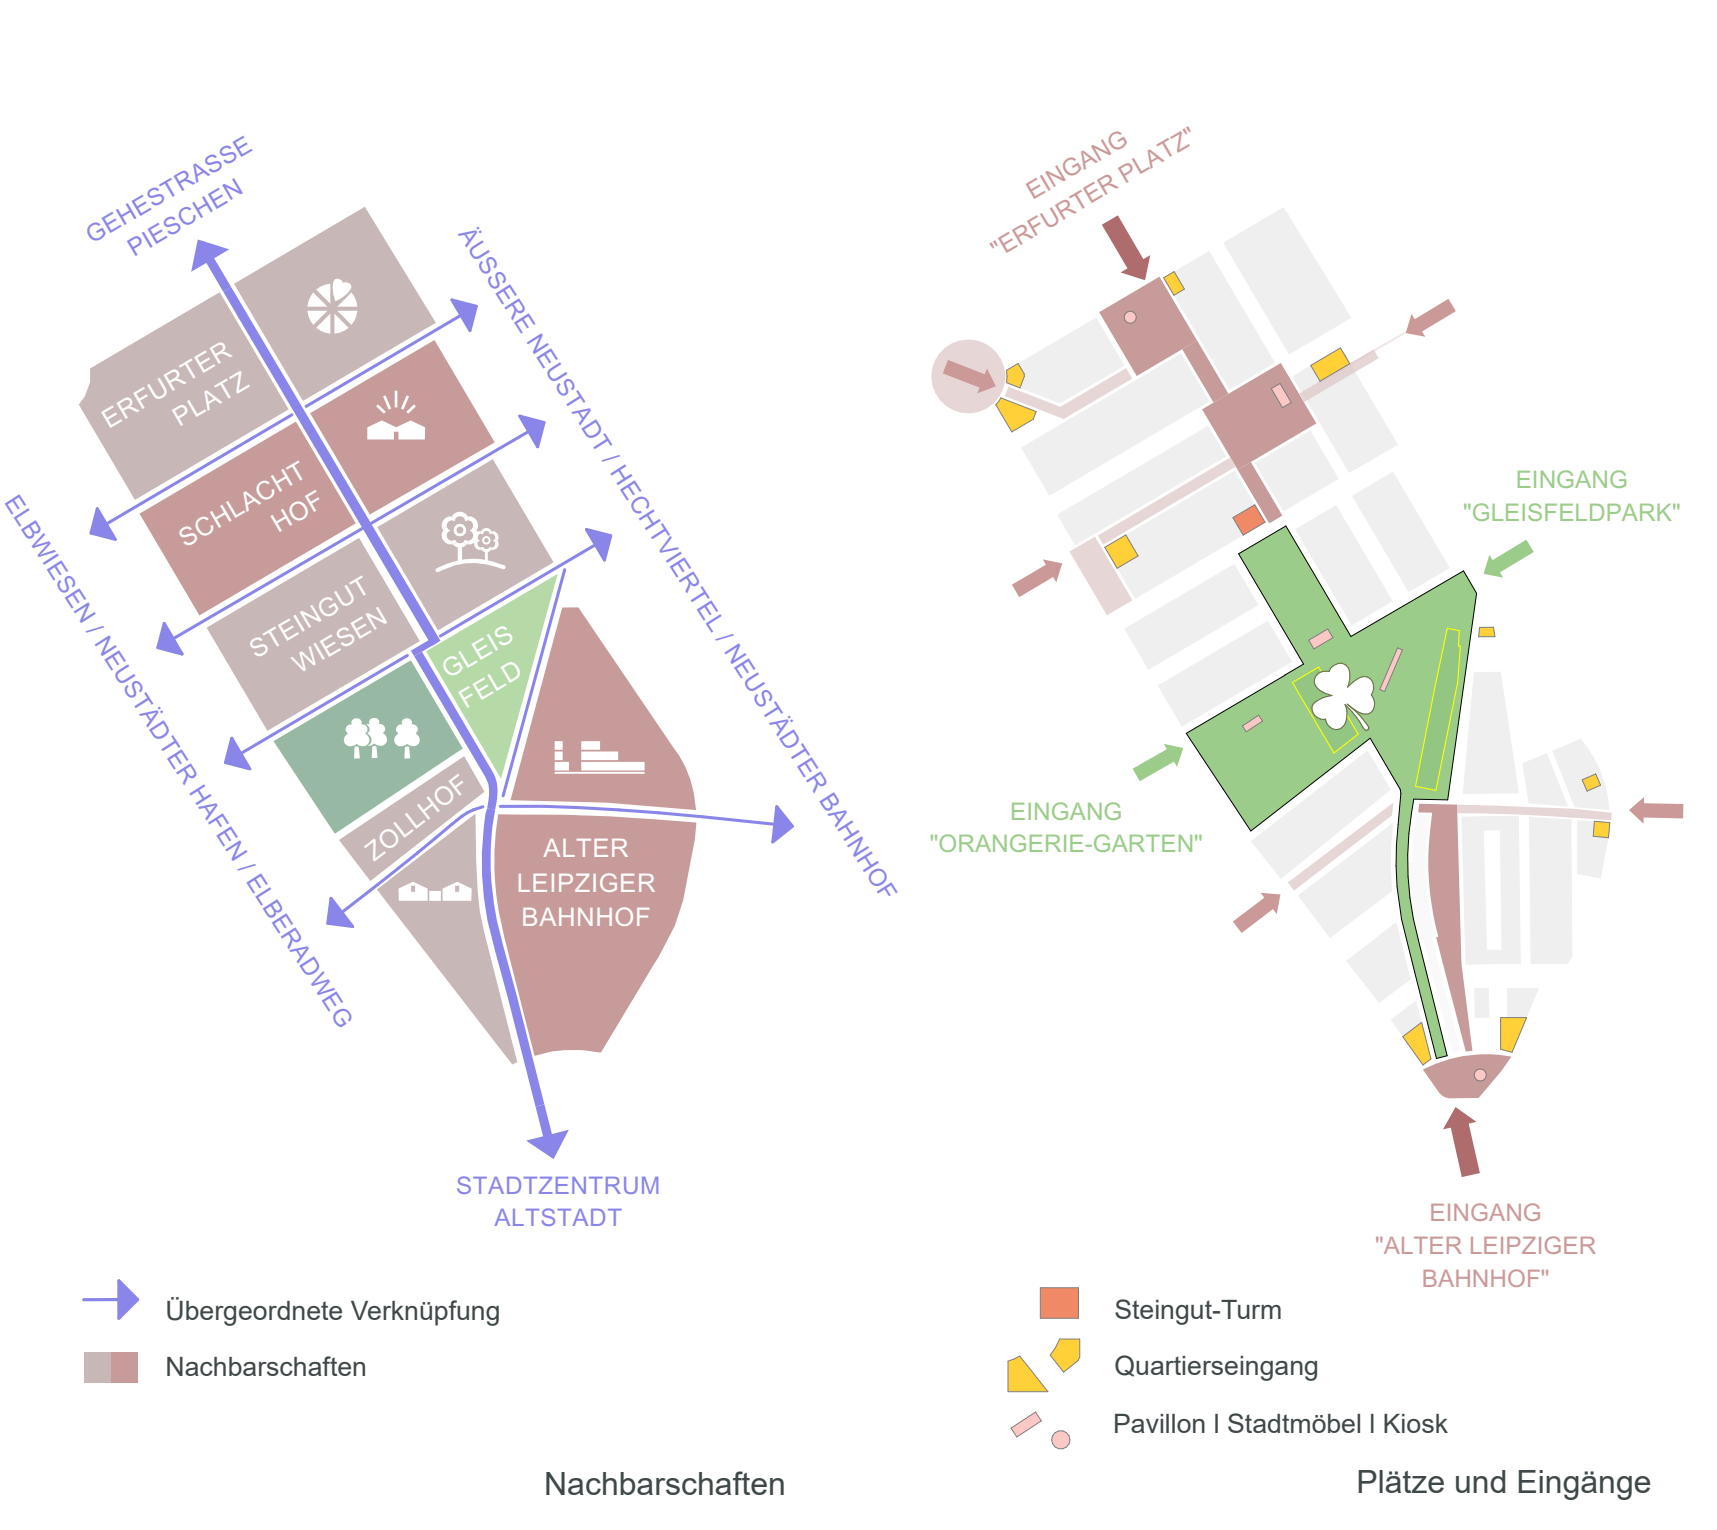 GEHESTRASSE
PIESCHEN
ÄUSSERE NEUSTADT / HECHTVIERTEL / NEUSTÄDTER BAHNHOF
ELBWIESEN / NEUSTÄDTER HAFEN / ELBERADWEG
ERFURTER
PLATZ
SCHLACHT
HOF
STEINGUT
WIESEN
GLEIS
FELD
ZOLLHOF
ALTER
LEIPZIGER
BAHNHOF
STADTZENTRUM
ALTSTADT
Übergeordnete Verknüpfung
Nachbarschaften
Nachbarschaften
EINGANG
"ERFURTER PLATZ"
EINGANG
"GLEISFELDPARK"
EINGANG
"ORANGERIE-GARTEN"
EINGANG
"ALTER LEIPZIGER
BAHNHOF"
Steingut-Turm
Quartierseingang
Pavillon l Stadtmöbel l Kiosk
Plätze und Eingänge